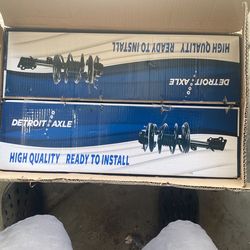 HIGH QUALITY READY TO INSTALL
DETROIT AXLE
DETROIT AXLE
HIGH QUALITY READY TO INSTALL